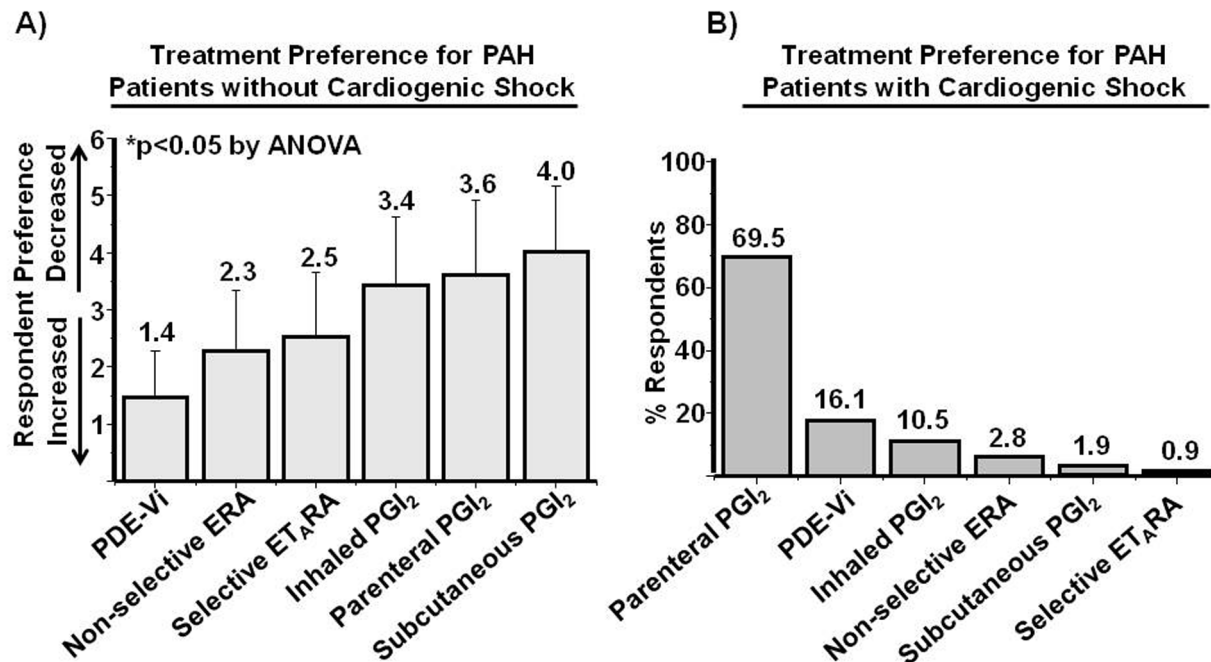 A)
Treatment Preference for PAH
Patients without Cardiogenic Shock
*p<0.05 by ANOVA
Respondent Preference
Increased
Decreased
6
5
4
3
2
1
1.4
2.3
2.5
3.4
3.6
4.0
PDE-Vi
Non-selective ERA
Selective ET_ARA
Inhaled PGI₂
Parenteral PGI₂
Subcutaneous PGI₂
B)
Treatment Preference for PAH
Patients with Cardiogenic Shock
% Respondents
100
80
60
40
20
69.5
16.1
10.5
2.8
1.9
0.9
Parenteral PGI₂
PDE-Vi
Inhaled PGI₂
Non-selective ERA
Subcutaneous PGI₂
Selective ET_ARA